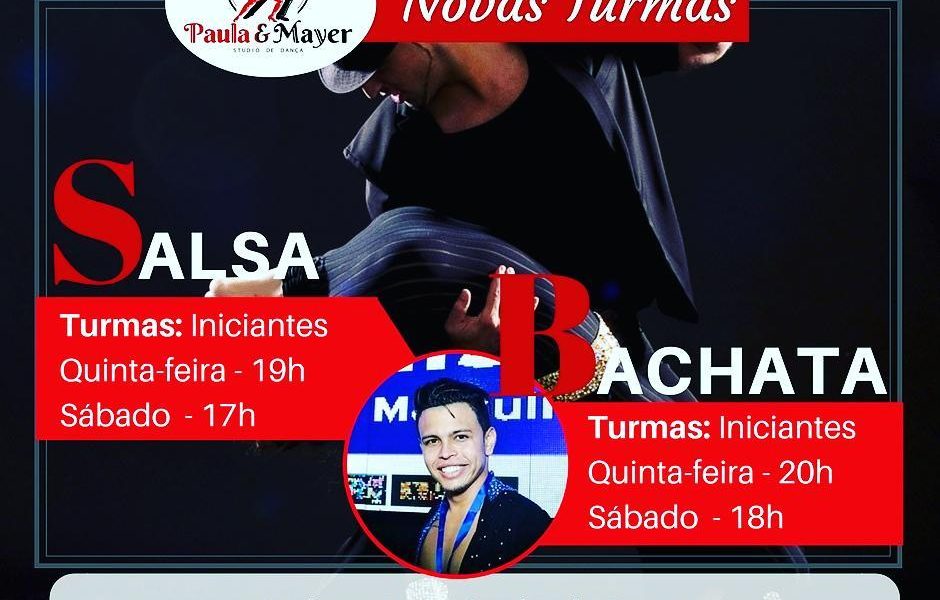 Novas Turmas
Paula & Mayer
STUDIO DE DANÇA
SALSA
Turmas: Iniciantes
Quinta-feira - 19h
Sábado - 17h
BACHATA
Turmas: Iniciantes
Quinta-feira - 20h
Sábado - 18h